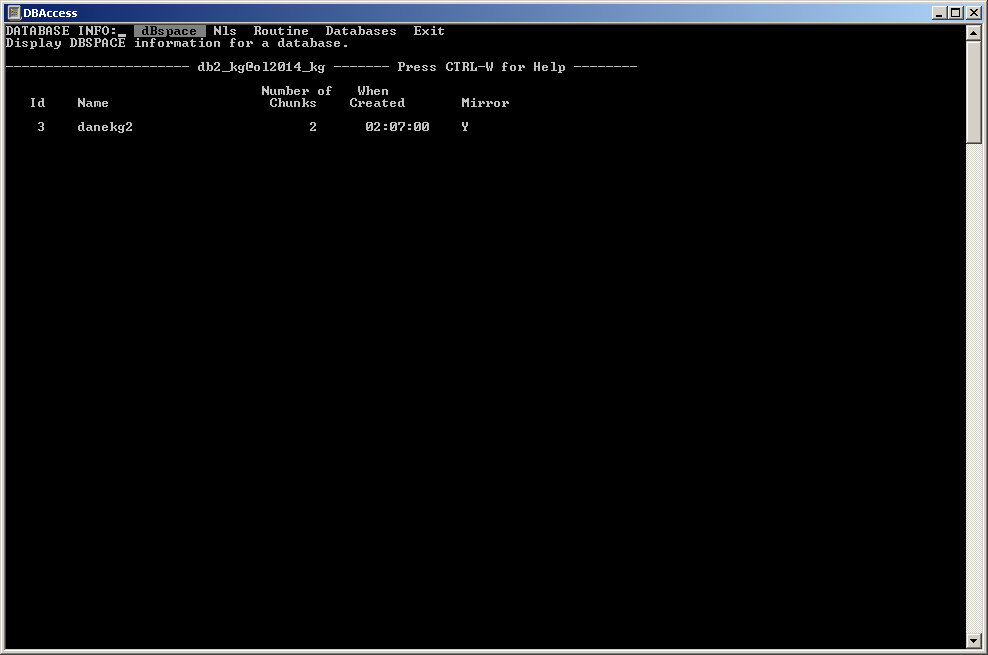 DBAccess
DATABASE INFO:_ dBspace Nls Routine Databases Exit
Display DBSPACE information for a database.
----------------------- db2_kg@ol2014_kg ------- Press CTRL-W for Help --------
Number of When
Id Name Chunks Created Mirror
3 danekg2 2 02:07:00 Y